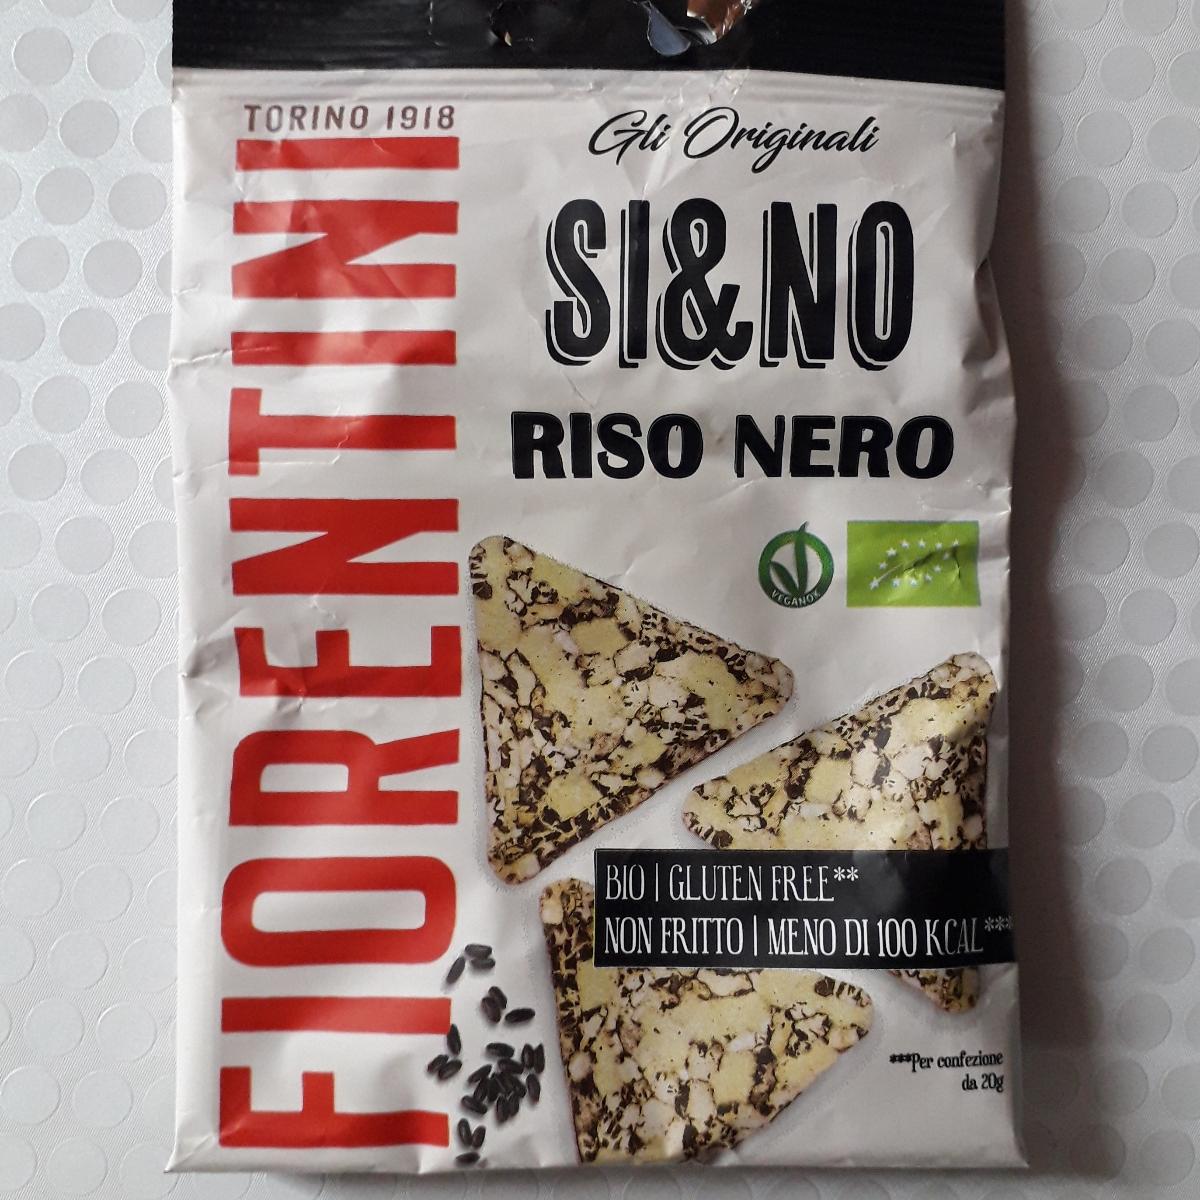 TORINO 1918
FIORENTINI
Gli Originali
SI&NO
RISO NERO
VEGANOK
BIO | GLUTEN FREE**
NON FRITTO | MENO DI 100 KCAL***
***Per confezione
da 20g